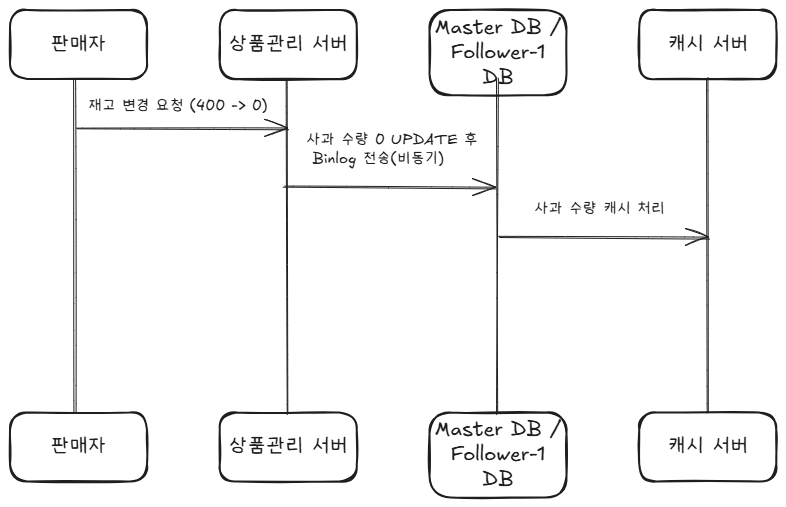 판매자
상품관리 서버
Master DB /
Follower-1
DB
캐시 서버
재고 변경 요청 (400 -> 0)
사과 수량 0 UPDATE 후
Binlog 전송(비동기)
사과 수량 캐시 처리
판매자
상품관리 서버
Master DB /
Follower-1
DB
캐시 서버